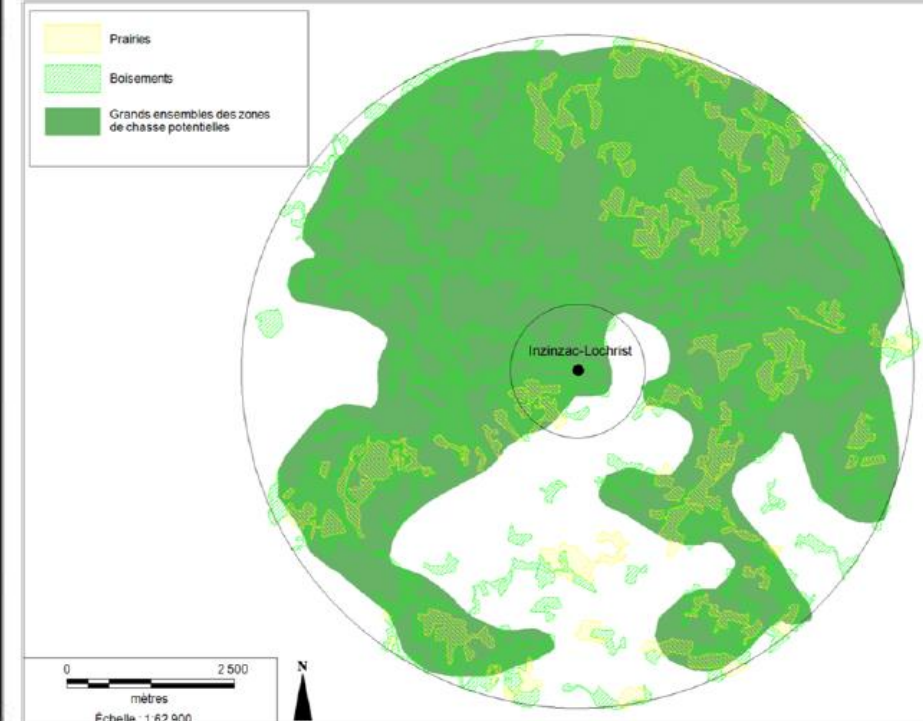 Prairies
Boisements
Grands ensembles des zones
de chasse potentielles
Inzinzac-Lochrist
0 2 500
mètres
Échelle : 1:62 900
N